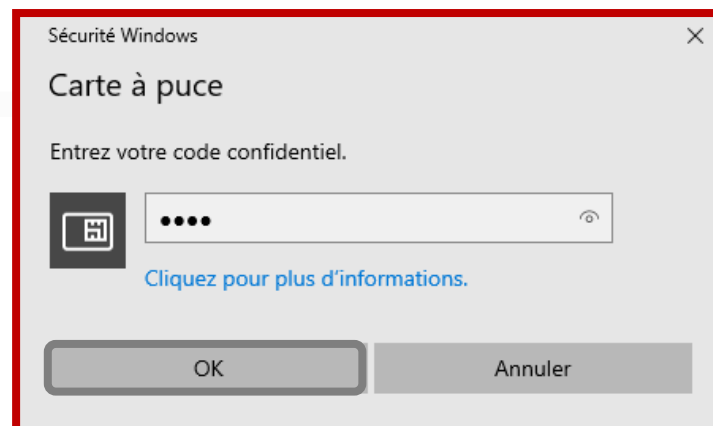 Sécurité Windows
Carte à puce
Entrez votre code confidentiel.
••••
Cliquez pour plus d'informations.
OK
Annuler